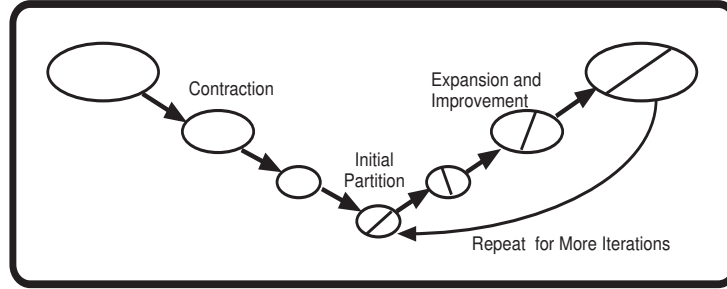 Contraction
Expansion and
Improvement
Initial
Partition
Repeat for More Iterations